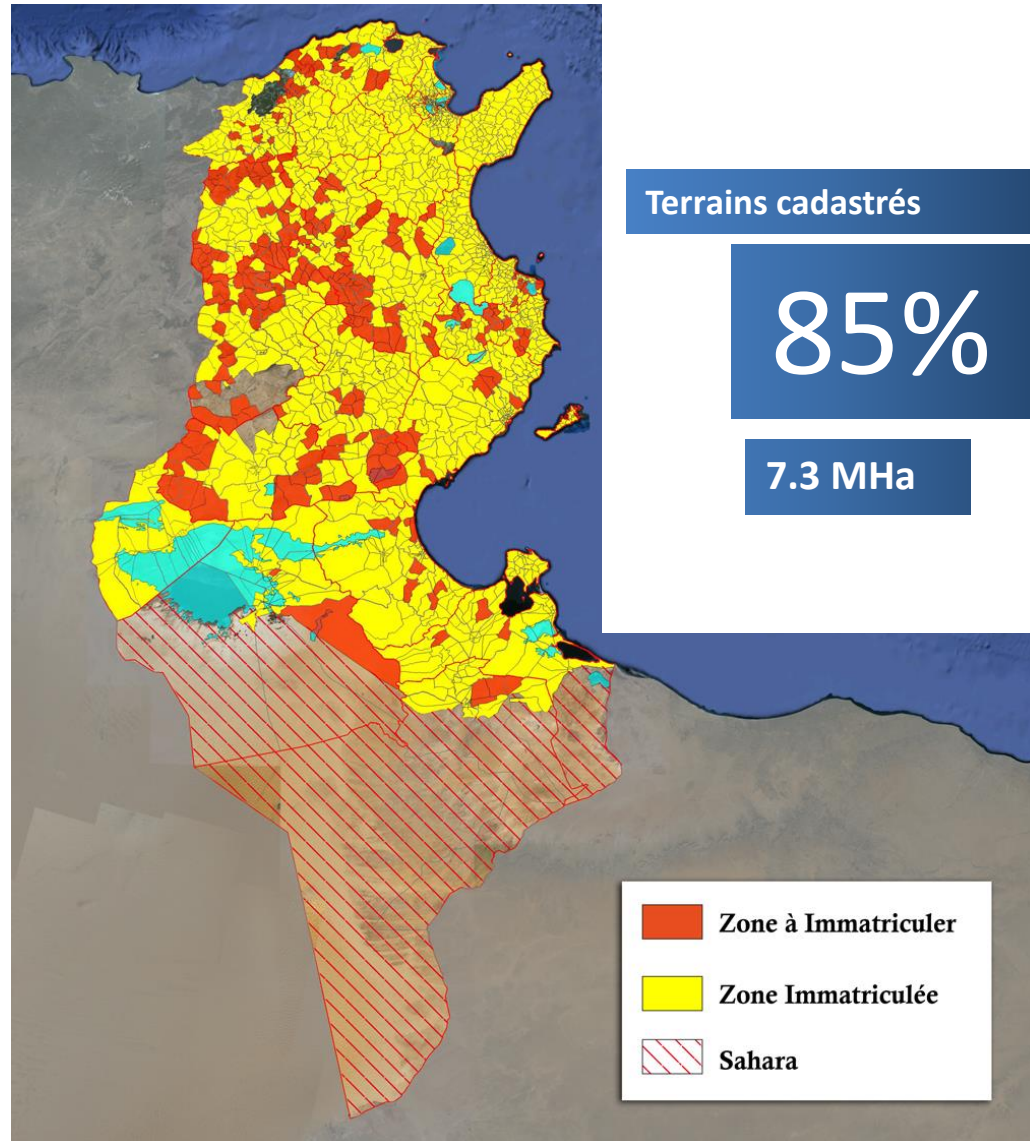 Terrains cadastrés
85%
7.3 MHa
Zone à Immatriculer
Zone Immatriculée
Sahara